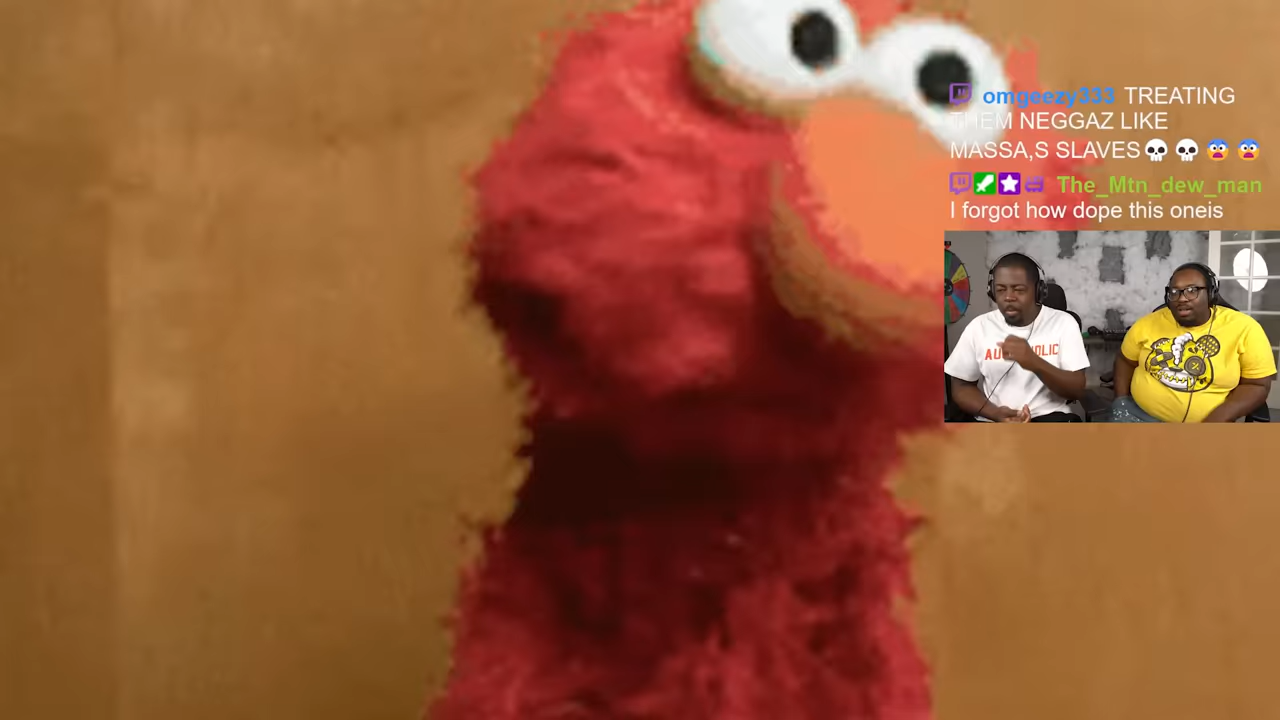 omgeezy333 TREATING
THEM NEGGAZ LIKE
MASSA,S SLAVES💀 💀 😨 😨
The_Mtn_dew_man
I forgot how dope this oneis